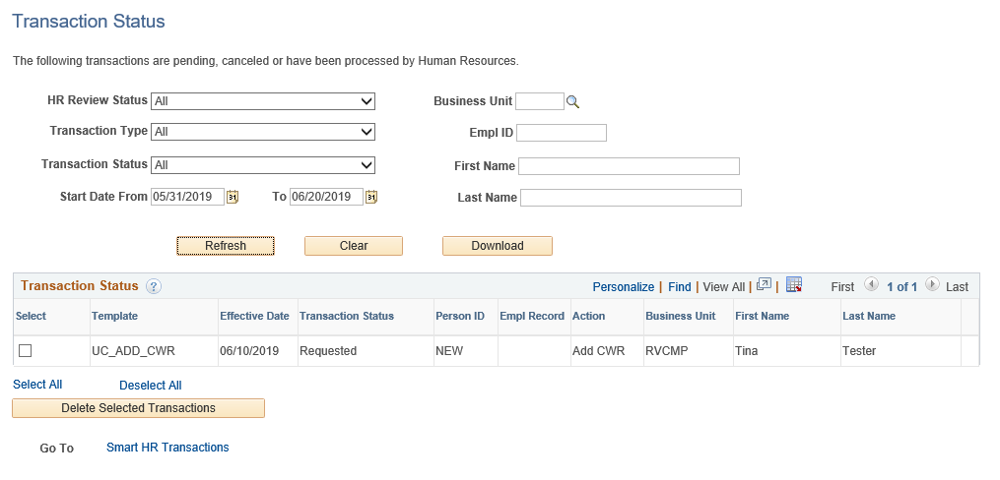 Transaction Status
The following transactions are pending, canceled or have been processed by Human Resources.
HR Review Status All Business Unit
Transaction Type All Empl ID
Transaction Status All First Name
Start Date From 05/31/2019 31 To 06/20/2019 31 Last Name
Refresh Clear Download
Transaction Status ? Personalize | Find | View All | | First 1 of 1 Last
Select Template Effective Date Transaction Status Person ID Empl Record Action Business Unit First Name Last Name
UC_ADD_CWR 06/10/2019 Requested NEW Add CWR RVCMP Tina Tester
Select All Deselect All
Delete Selected Transactions
Go To Smart HR Transactions